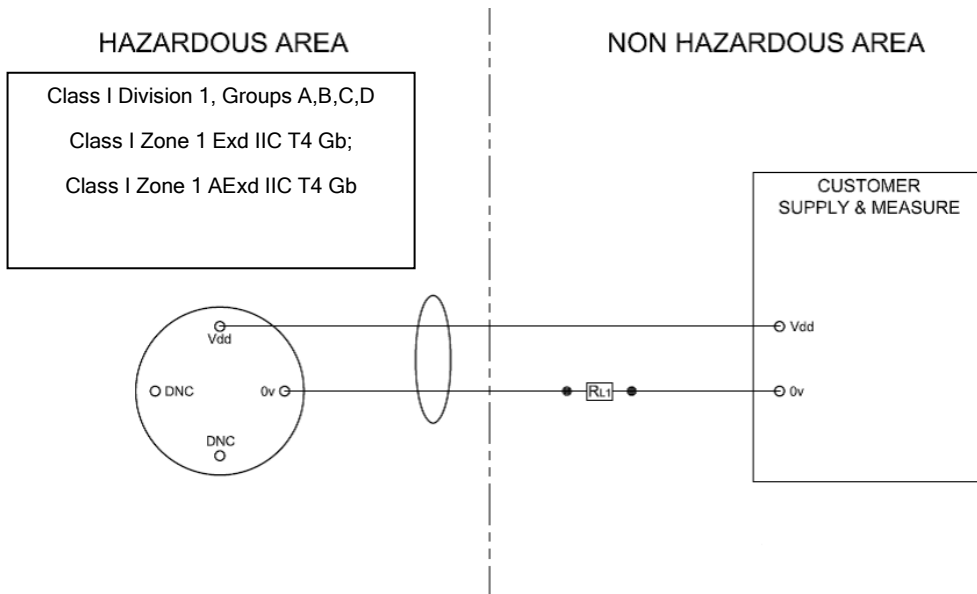 HAZARDOUS AREA
NON HAZARDOUS AREA
Class I Division 1, Groups A,B,C,D
Class I Zone 1 Exd IIC T4 Gb;
Class I Zone 1 AExd IIC T4 Gb
CUSTOMER
SUPPLY & MEASURE
Vdd
Vdd
DNC
0v
RL1
0v
DNC